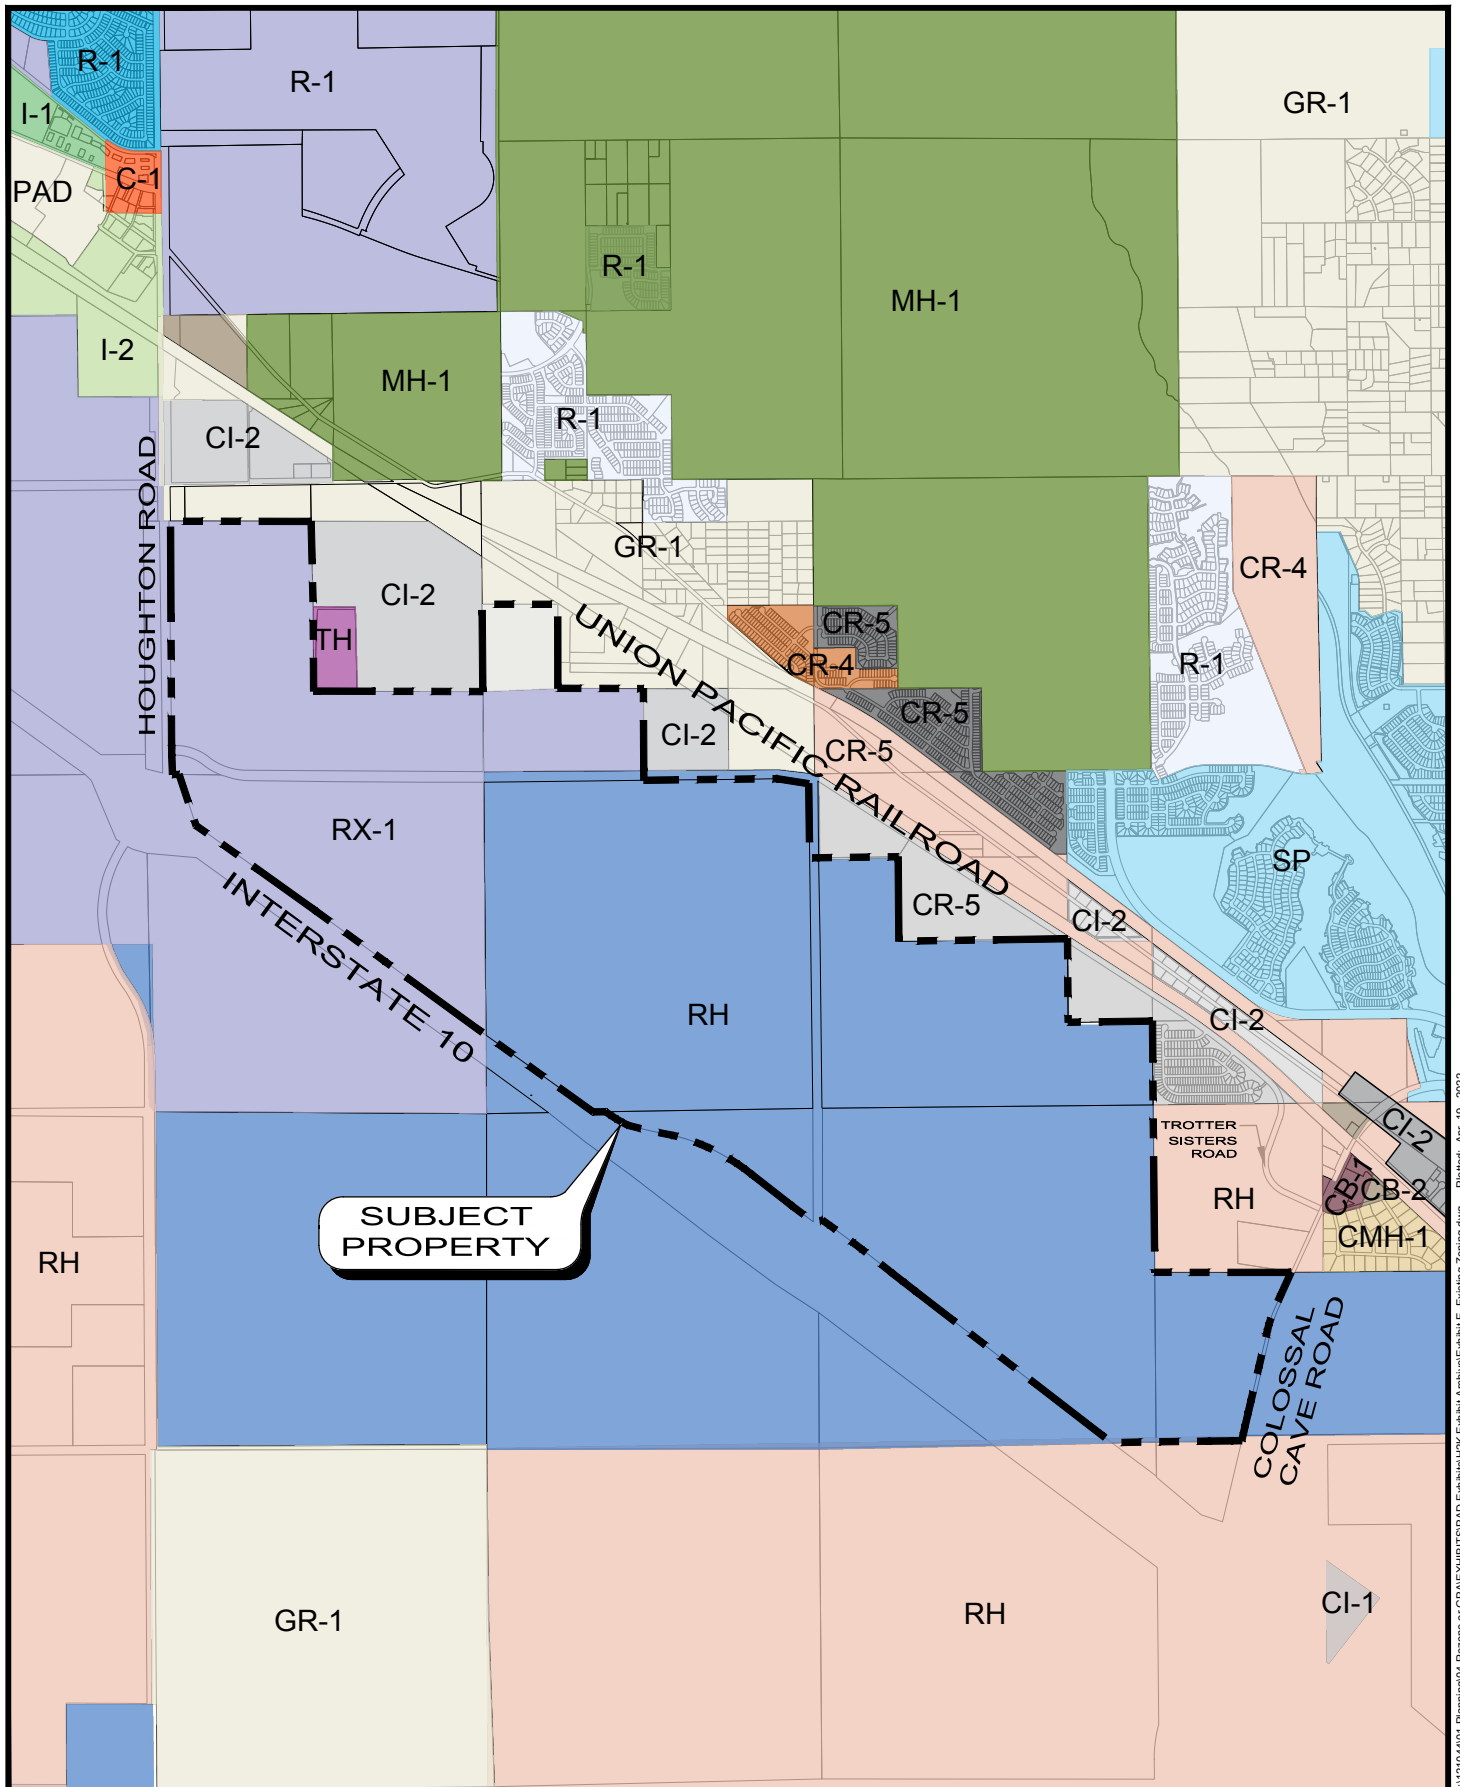 R-1
R-1
GR-1
I-1
C-1
PAD
R-1
MH-1
I-2
MH-1
R-1
CI-2
HOUGHTON ROAD
GR-1
CR-4
CI-2
TH
UNION PACIFIC RAILROAD
CR-5
CR-4
R-1
CR-5
CI-2
CR-5
RX-1
SP
INTERSTATE 10
CR-5
CI-2
RH
CI-2
TROTTER
SISTERS
ROAD
CI-2
CB-1
CB-2
RH
SUBJECT
PROPERTY
CMH-1
RH
COLOSSAL
CAVE ROAD
GR-1
RH
CI-1